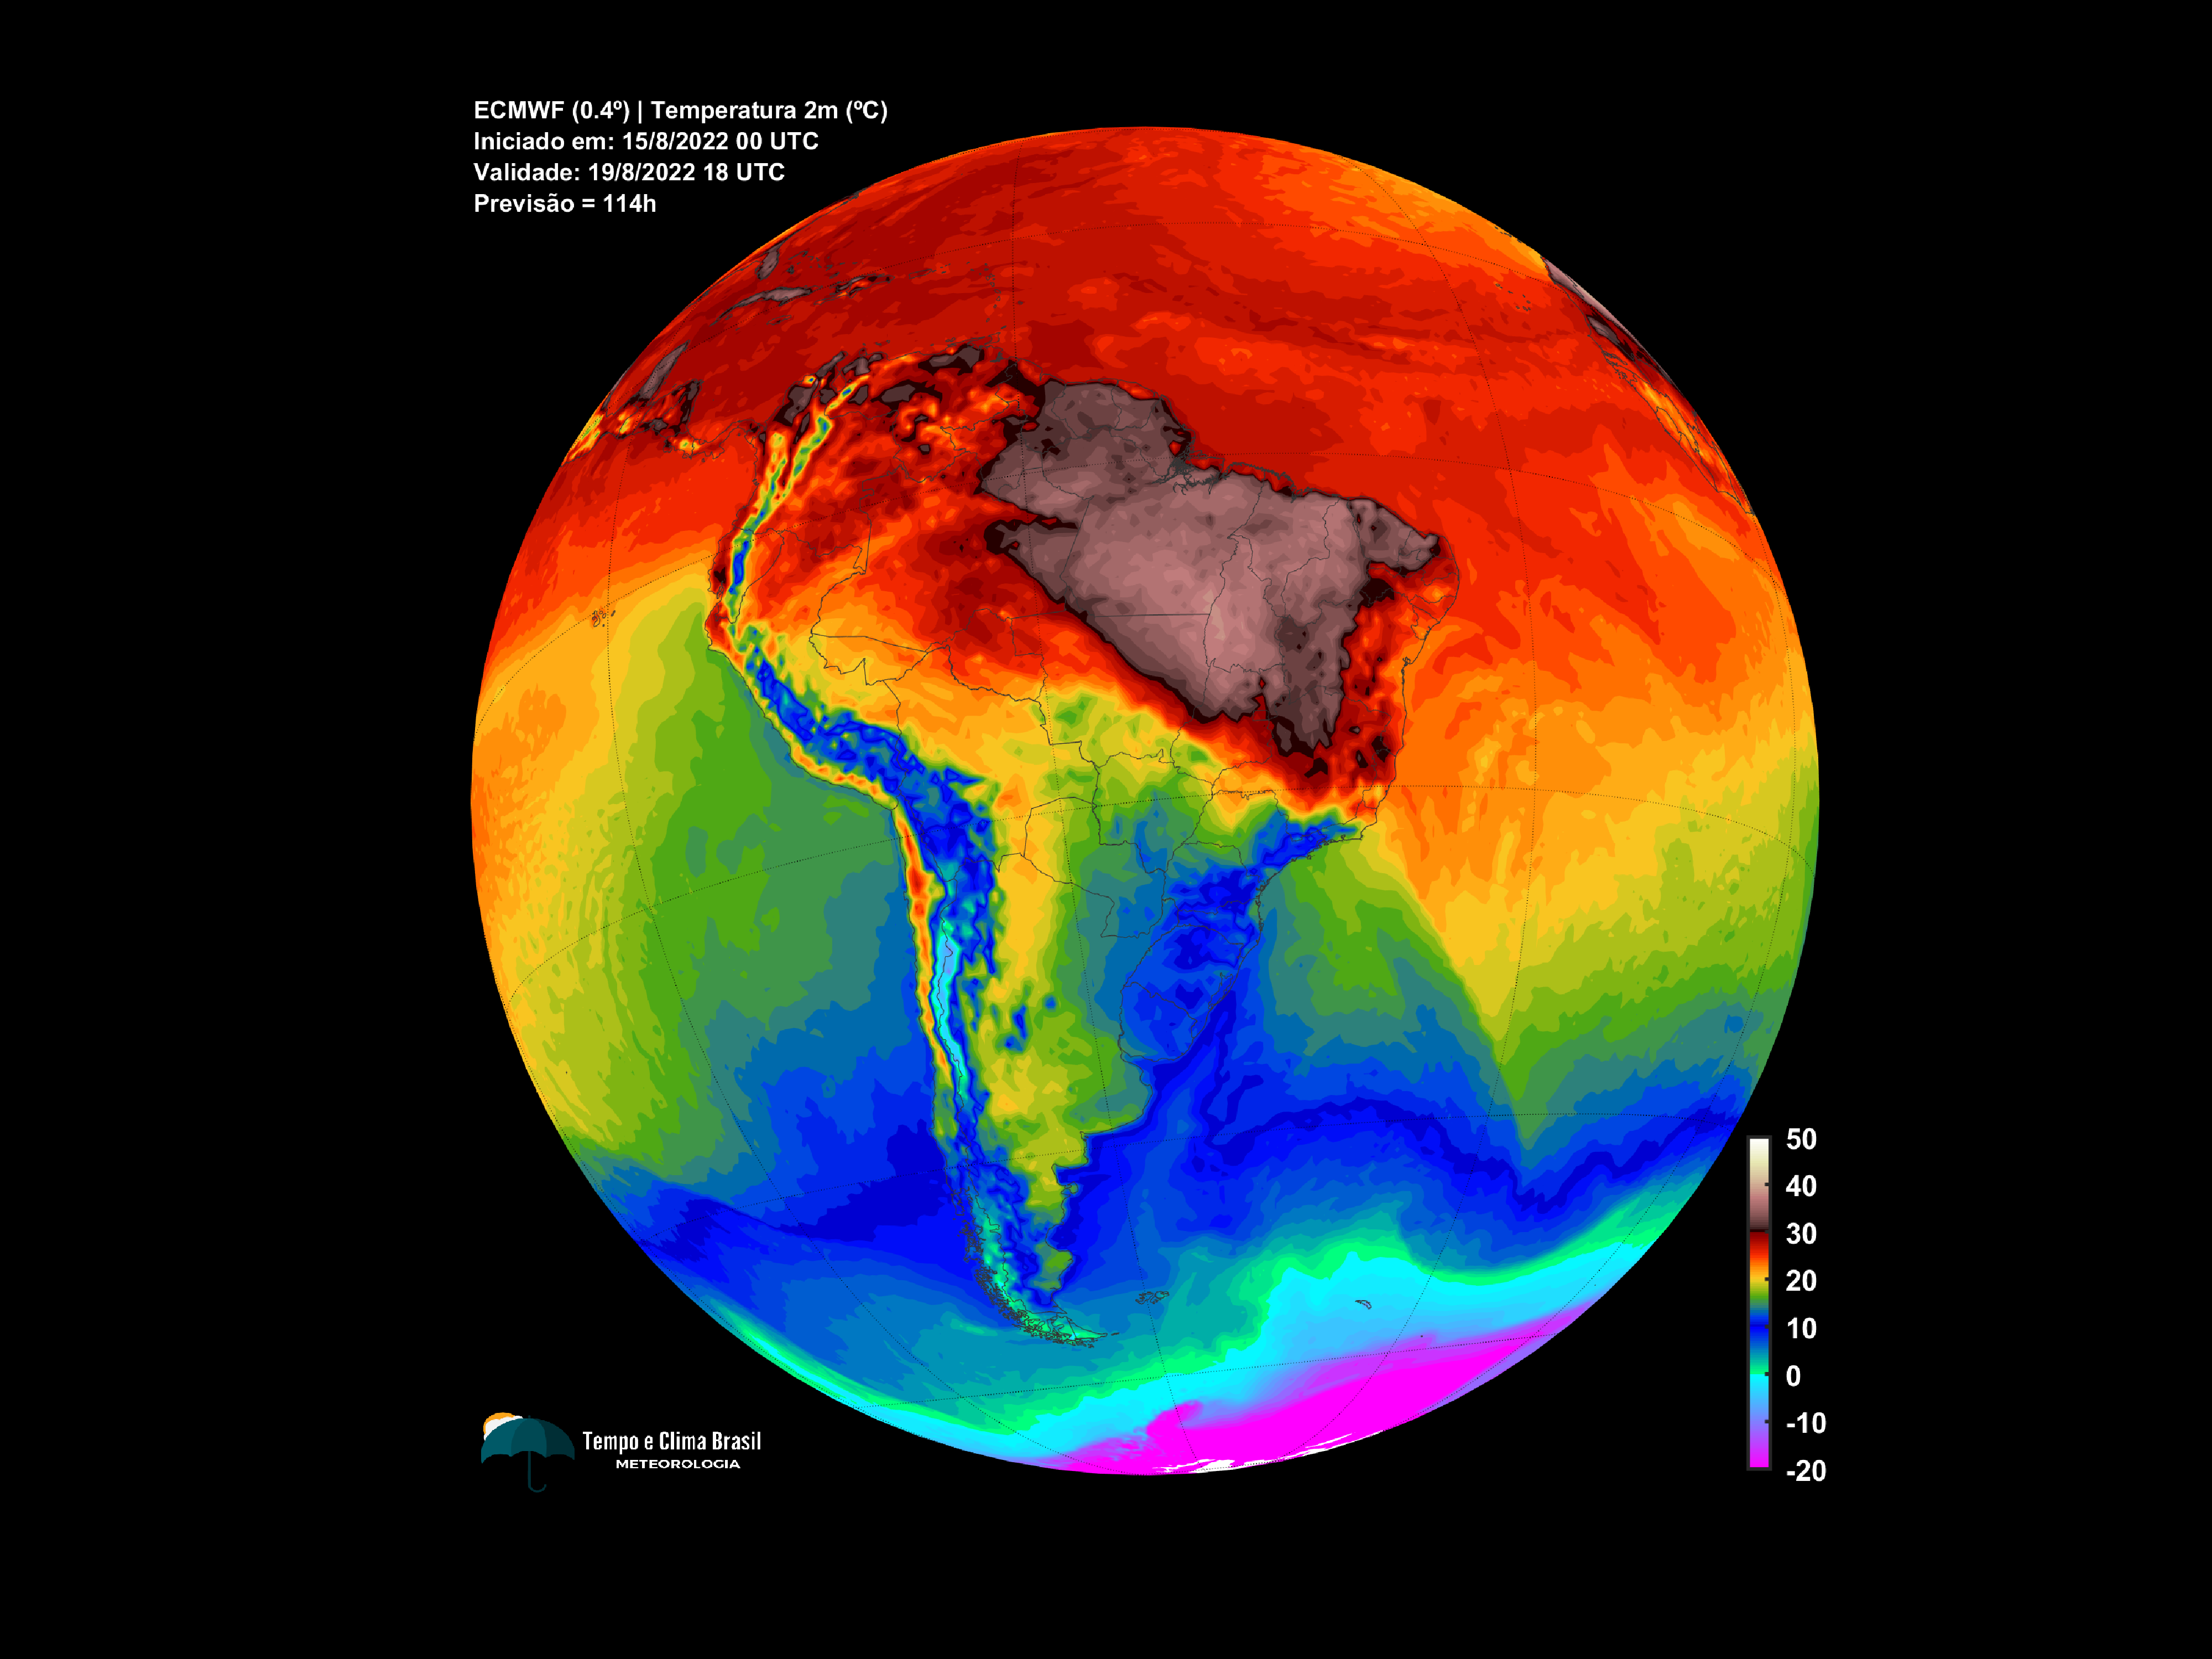 ECMWF (0.4º) | Temperatura 2m (ºC)
Iniciado em: 15/8/2022 00 UTC
Validade: 19/8/2022 18 UTC
Previsão = 114h
50
40
30
20
10
0
-10
-20
Tempo e Clima Brasil
METEOROLOGIA